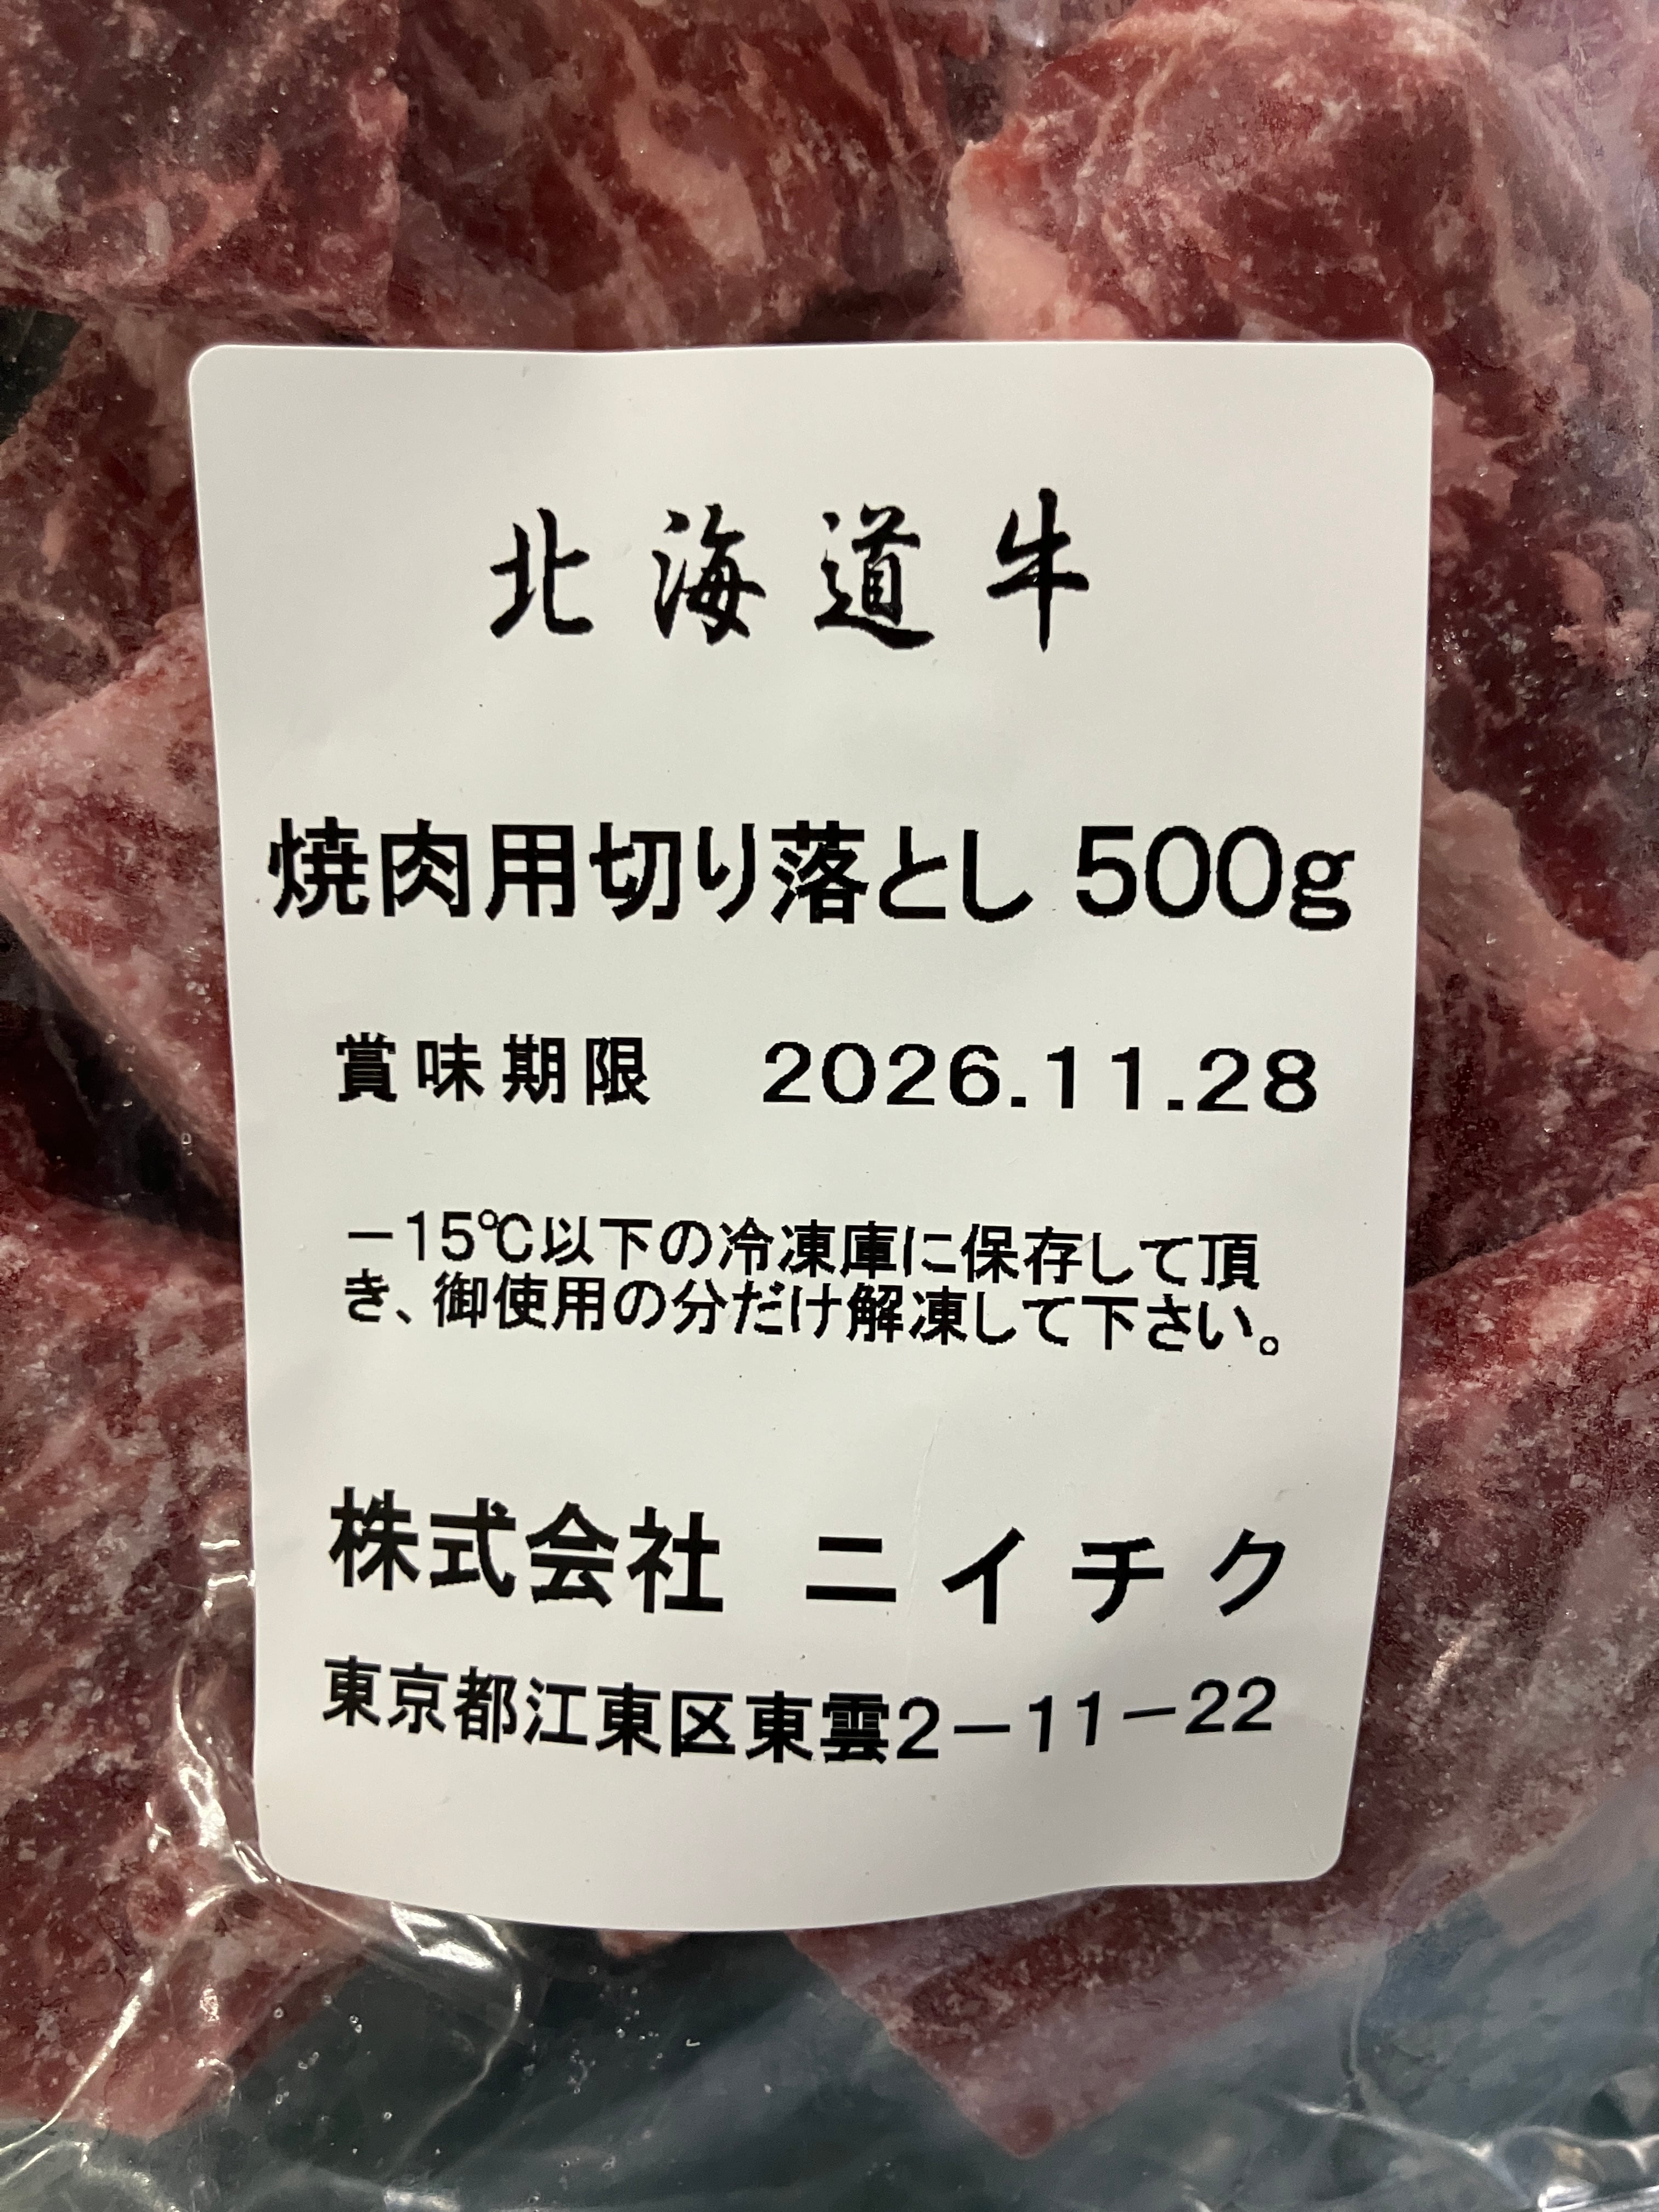 北海道牛
焼肉用切り落とし 500g
賞味期限 2026.11.28
－15℃以下の冷凍庫に保存して頂
き、御使用の分だけ解凍して下さい。
株式会社 ニイチク
東京都江東区東雲2－11－22